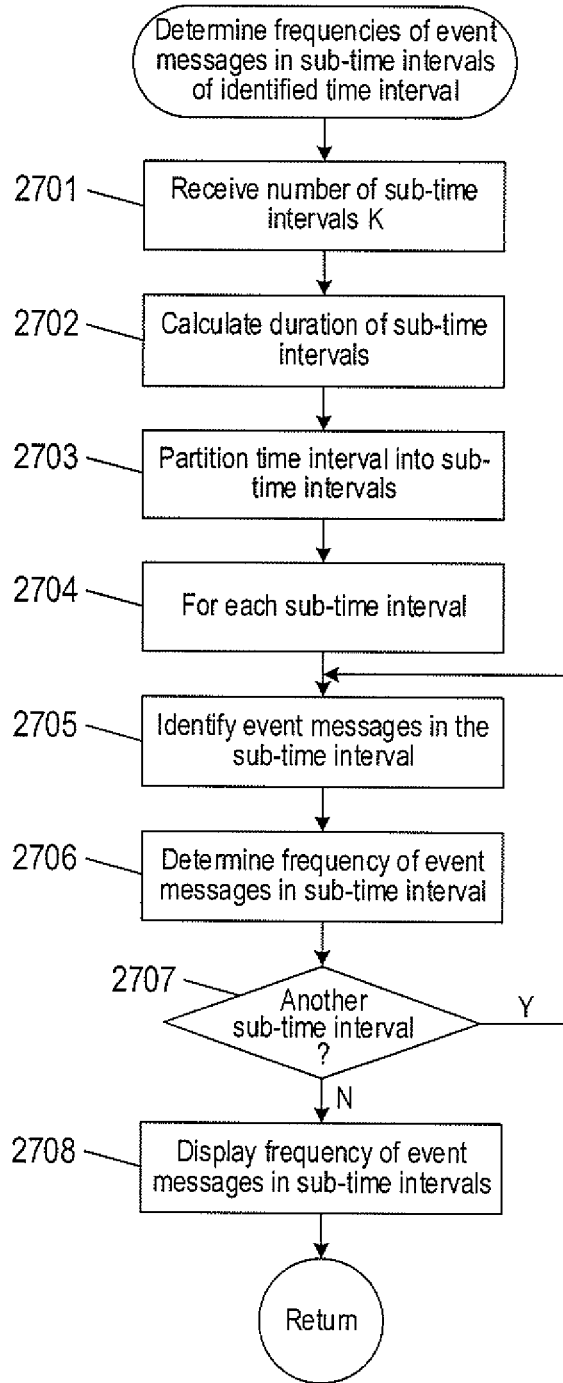 Determine frequencies of event
messages in sub-time intervals
of identified time interval
2701
Receive number of sub-time
intervals K
2702
Calculate duration of sub-time
intervals
2703
Partition time interval into sub-
time intervals
2704
For each sub-time interval
2705
Identify event messages in the
sub-time interval
2706
Determine frequency of event
messages in sub-time interval
2707
Another
sub-time interval
?
Y
N
2708
Display frequency of event
messages in sub-time intervals
Return